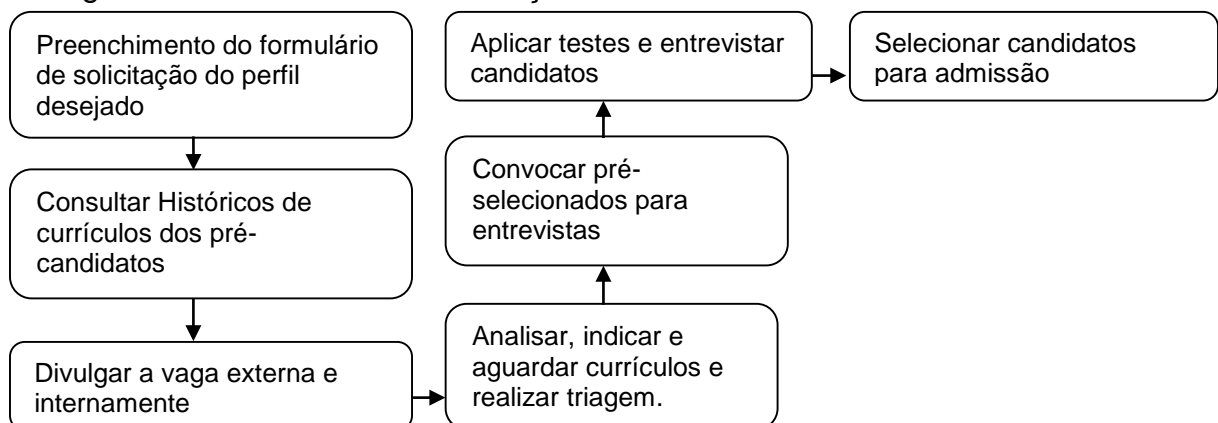 Preenchimento do formulário
de solicitação do perfil
desejado
Consultar Históricos de
currículos dos pré-
candidatos
Divulgar a vaga externa e
internamente
Analisar, indicar e
aguardar currículos e
realizar triagem.
Convocar pré-
selecionados para
entrevistas
Aplicar testes e entrevistar
candidatos
Selecionar candidatos
para admissão